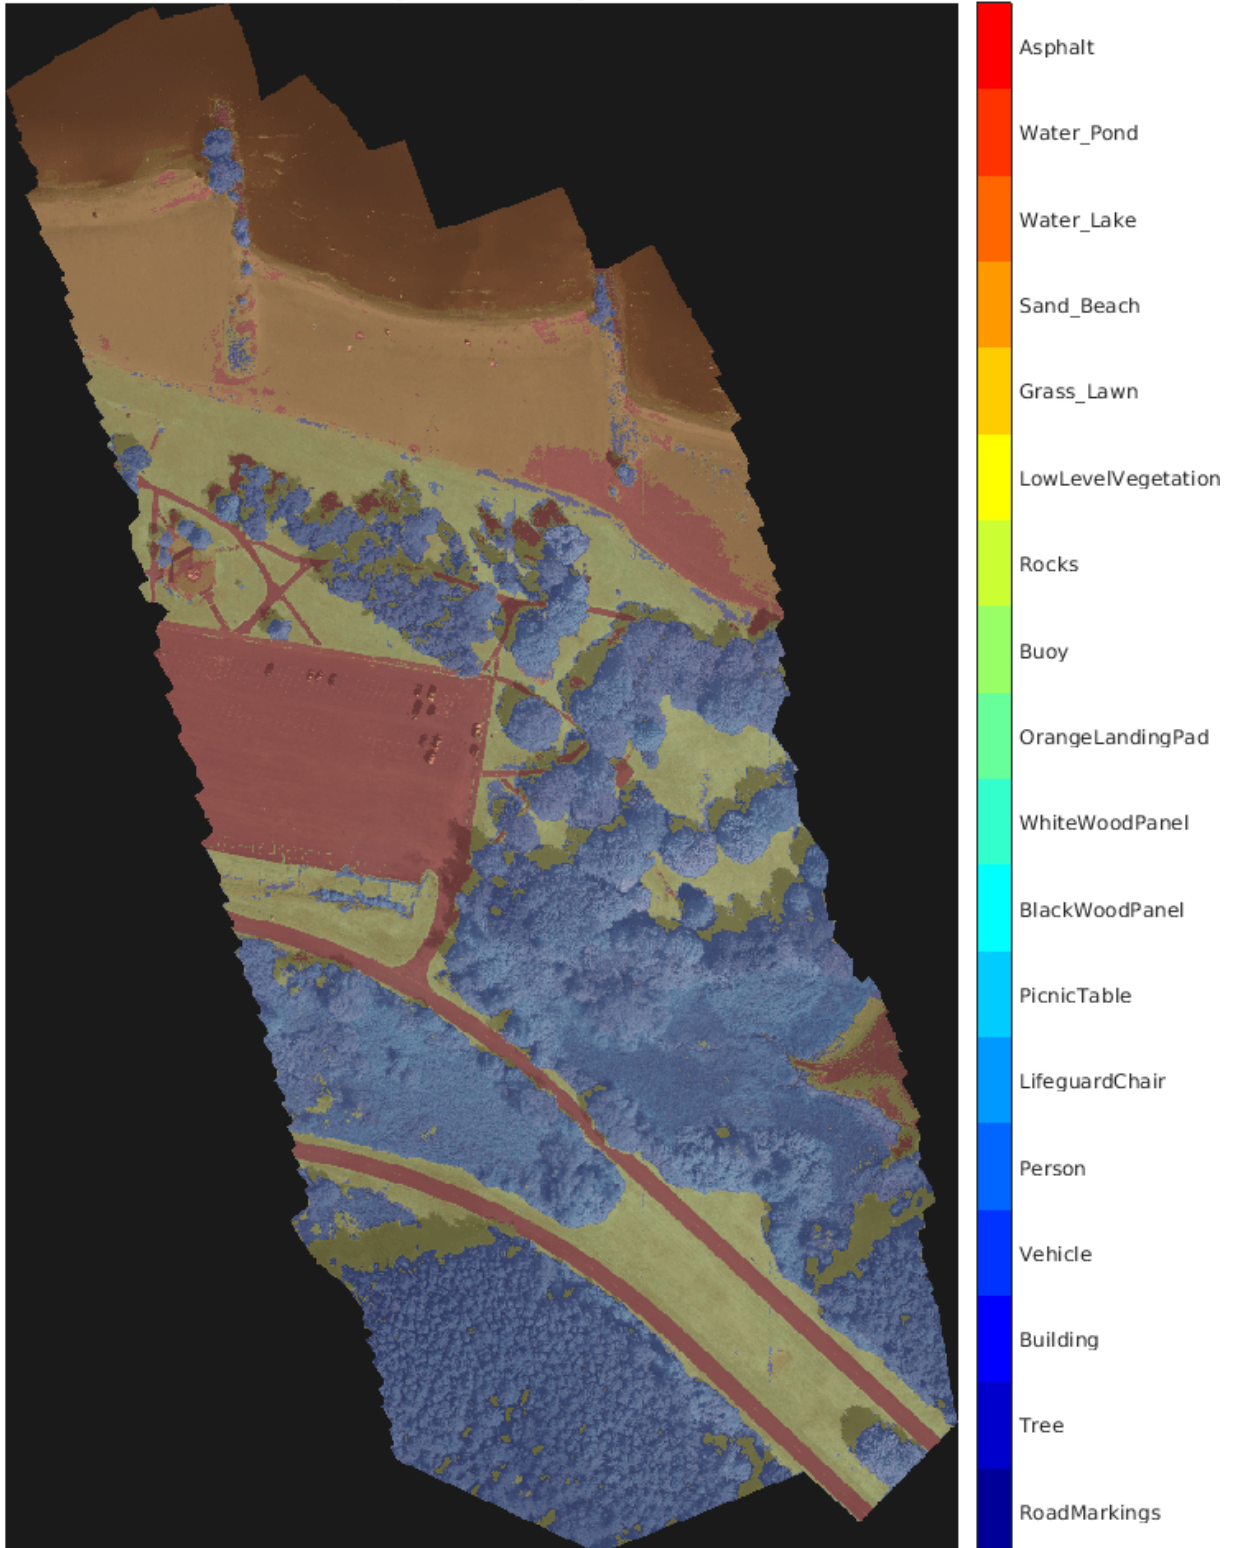 Asphalt
Water_Pond
Water_Lake
Sand_Beach
Grass_Lawn
LowLevelVegetation
Rocks
Buoy
OrangeLandingPad
WhiteWoodPanel
BlackWoodPanel
PicnicTable
LifeguardChair
Person
Vehicle
Building
Tree
RoadMarkings